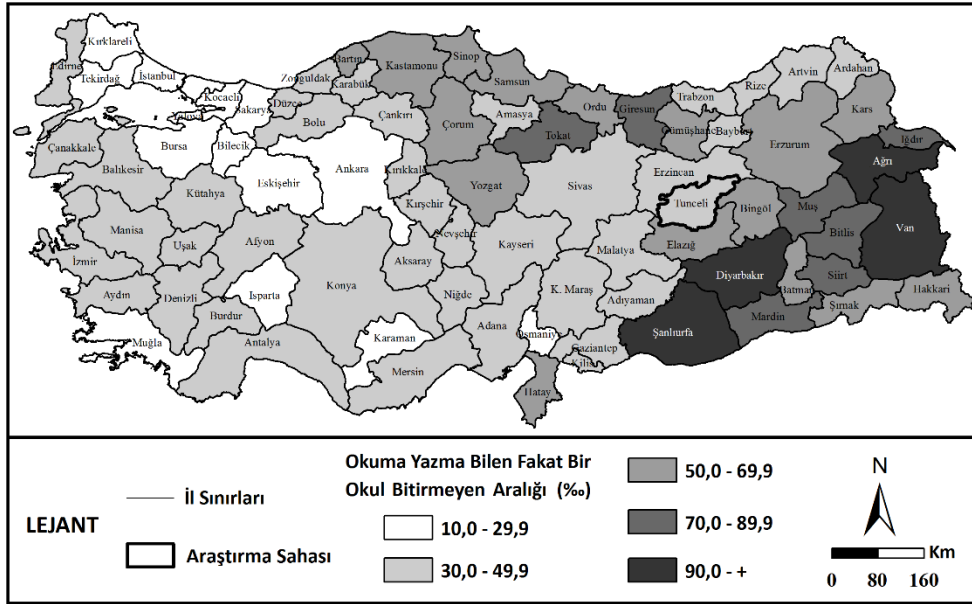 Kırklareli
Edirne
Tekirdağ
İstanbul
Kocaeli
Yalova
Sakarya
Düzce
Zonguldak
Bartın
Karabük
Kastamonu
Sinop
Samsun
Ordu
Giresun
Trabzon
Rize
Artvin
Ardahan
Kars
Iğdır
Ağrı
Çanakkale
Balıkesir
Bursa
Bilecik
Bolu
Çankırı
Çorum
Amasya
Tokat
Gümüşhane
Bayburt
Erzurum
Eskişehir
Ankara
Kırıkkale
Yozgat
Sivas
Erzincan
Tunceli
Bingöl
Muş
Kütahya
Kırşehir
Manisa
Uşak
Afyon
Nevşehir
Kayseri
Malatya
Elazığ
Bitlis
Van
İzmir
Aksaray
Diyarbakır
Siirt
Batman
Hakkari
Şırnak
Aydın
Denizli
Isparta
Burdur
Konya
Niğde
K. Maraş
Adıyaman
Mardin
Şanlıurfa
Muğla
Antalya
Karaman
Mersin
Adana
Osmaniye
Gaziantep
Kilis
Hatay
LEJANT
İl Sınırları
Araştırma Sahası
Okuma Yazma Bilen Fakat Bir
Okul Bitirmeyen Aralığı (‰)
10,0 - 29,9
30,0 - 49,9
50,0 - 69,9
70,0 - 89,9
90,0 - +
N
Km
0 80 160